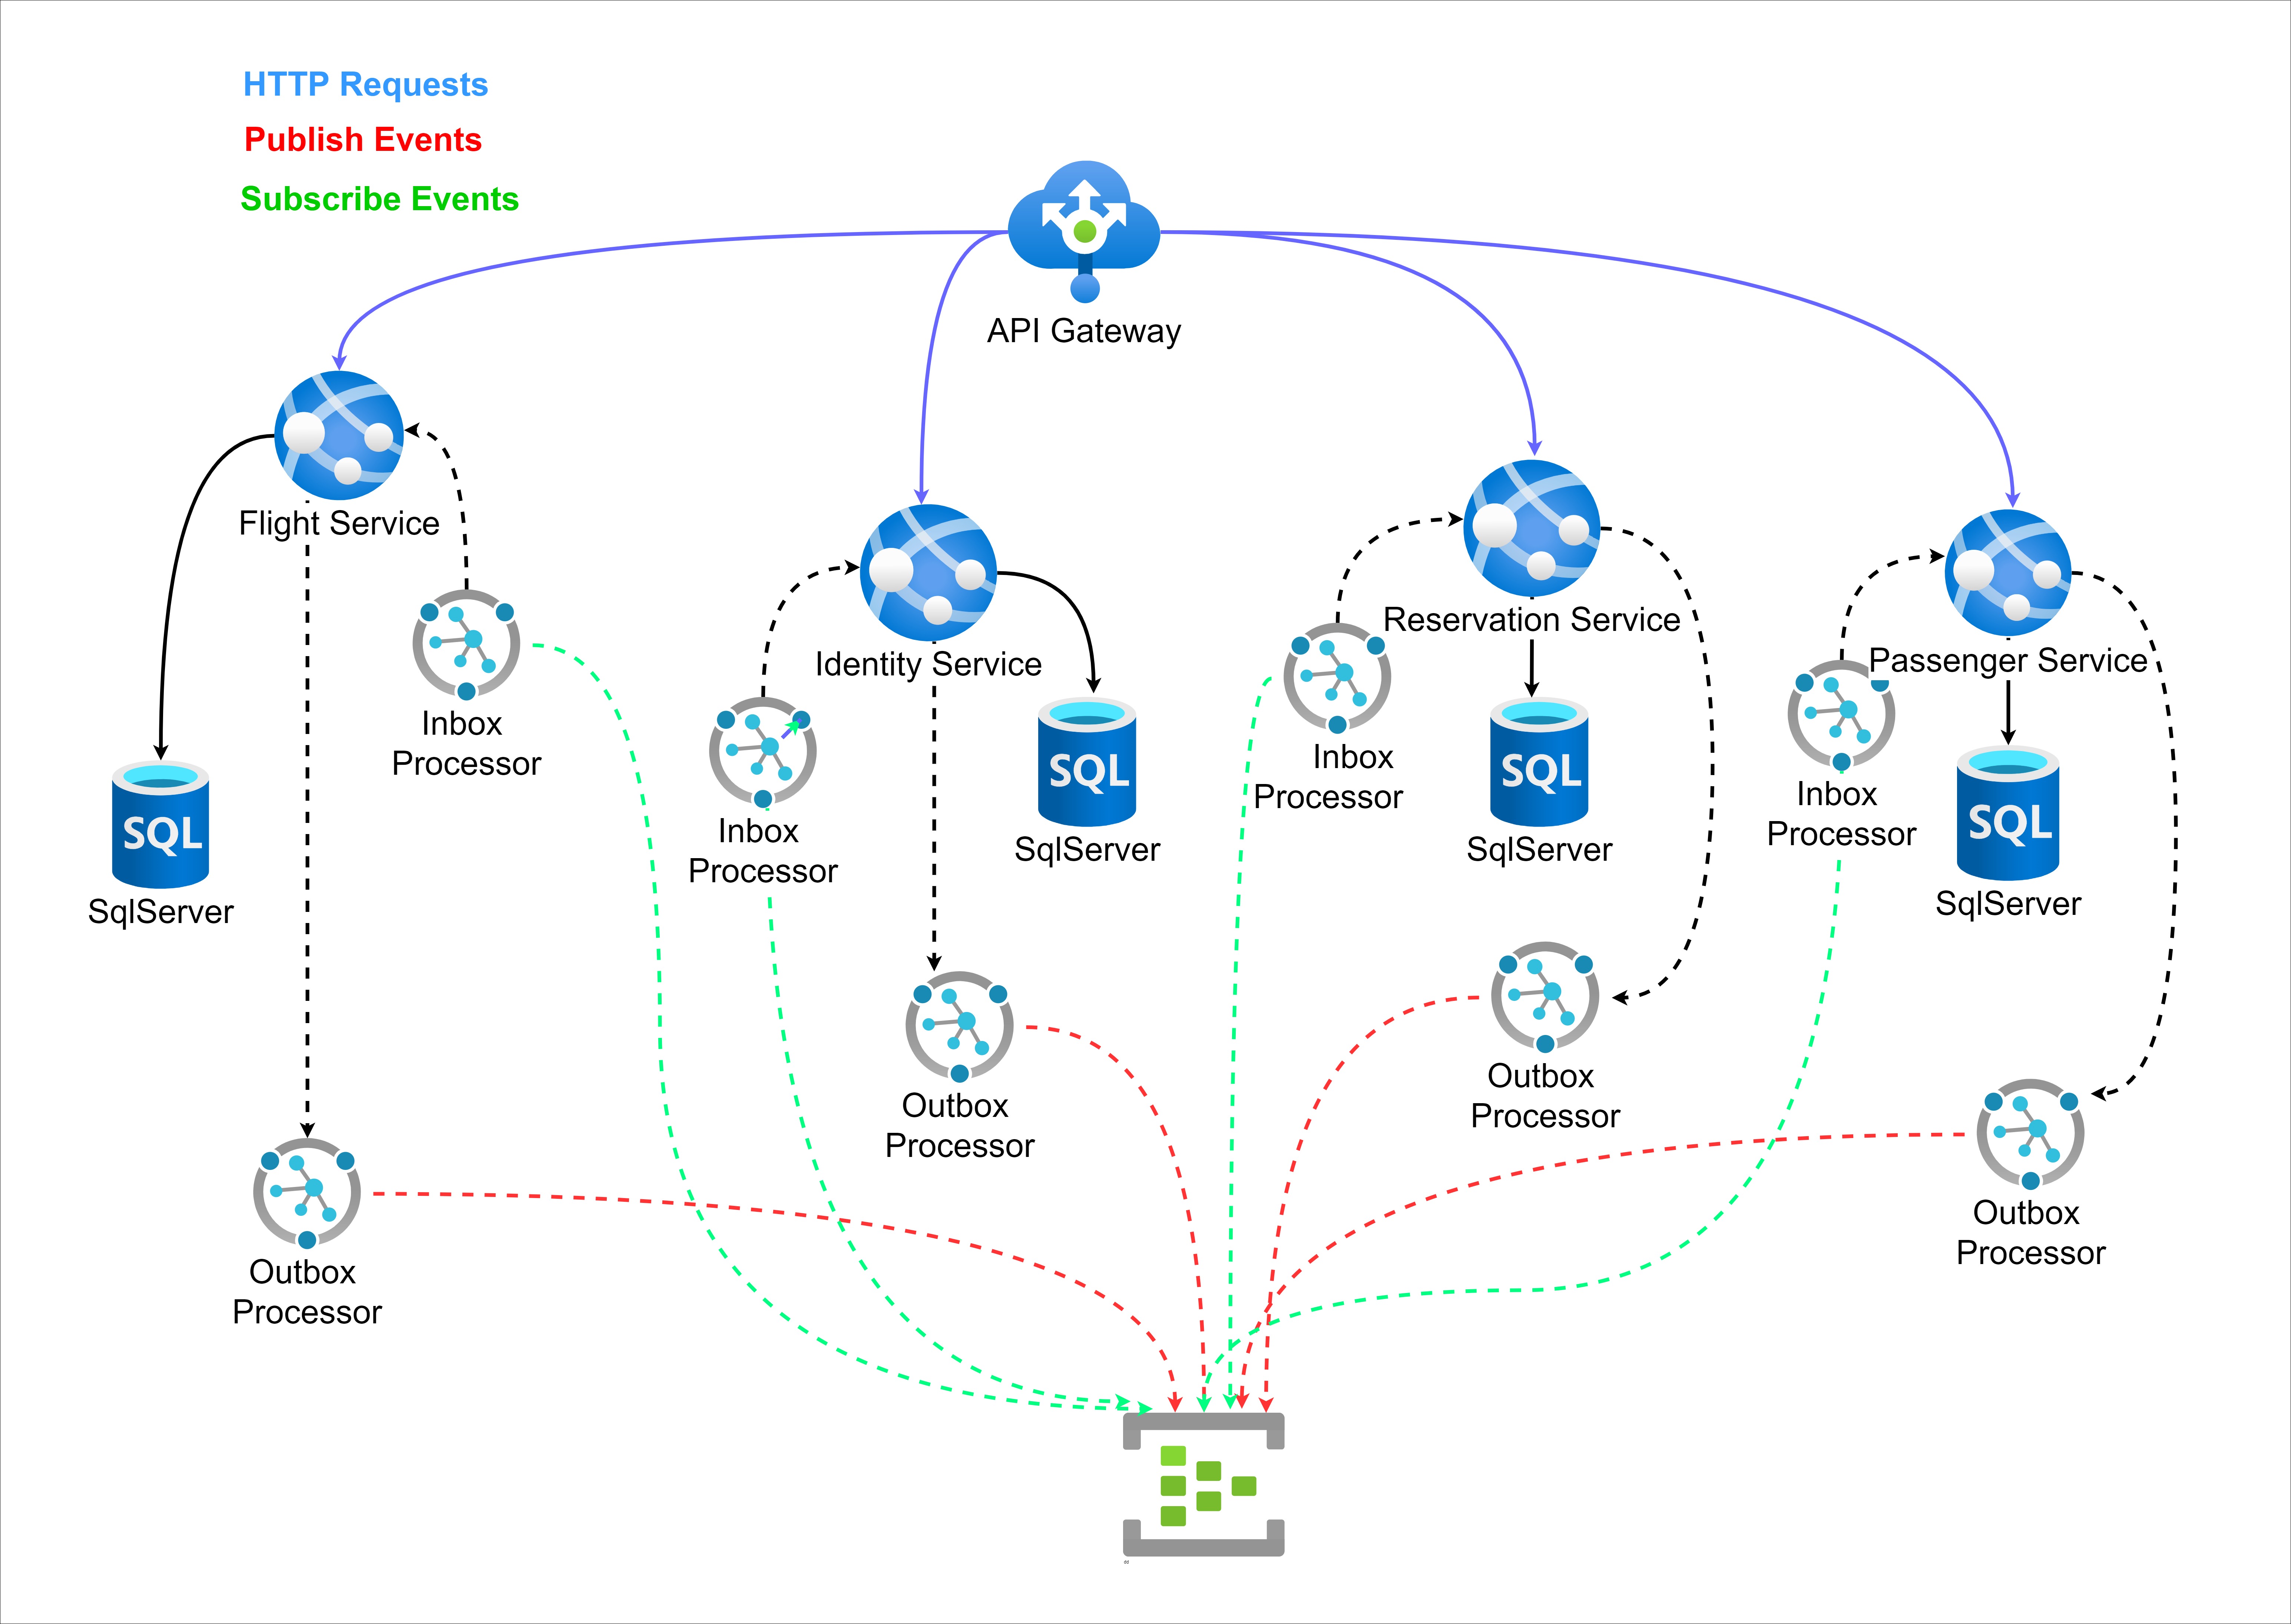 HTTP Requests
Publish Events
Subscribe Events
API Gateway
Flight Service
Identity Service
Reservation Service
Passenger Service
Inbox
Processor
Inbox
Processor
Inbox
Processor
Inbox
Processor
SQL
SqlServer
SQL
SqlServer
SQL
SqlServer
SQL
SqlServer
Outbox
Processor
Outbox
Processor
Outbox
Processor
Outbox
Processor